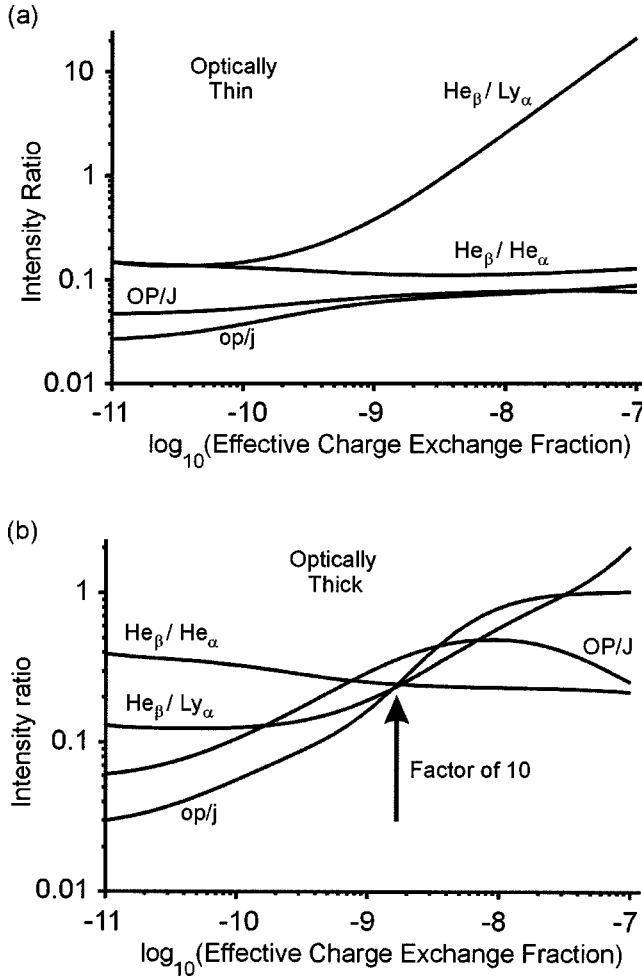 (a)
Optically
Thin
He_β / Ly_α
He_β / He_α
OP/J
op/j
10
1
0.1
0.01
Intensity Ratio
-11 -10 -9 -8 -7
log_10(Effective Charge Exchange Fraction)
(b)
Optically
Thick
He_β / He_α
OP/J
He_β / Ly_α
op/j
Factor of 10
1
0.1
0.01
Intensity ratio
-11 -10 -9 -8 -7
log_10(Effective Charge Exchange Fraction)